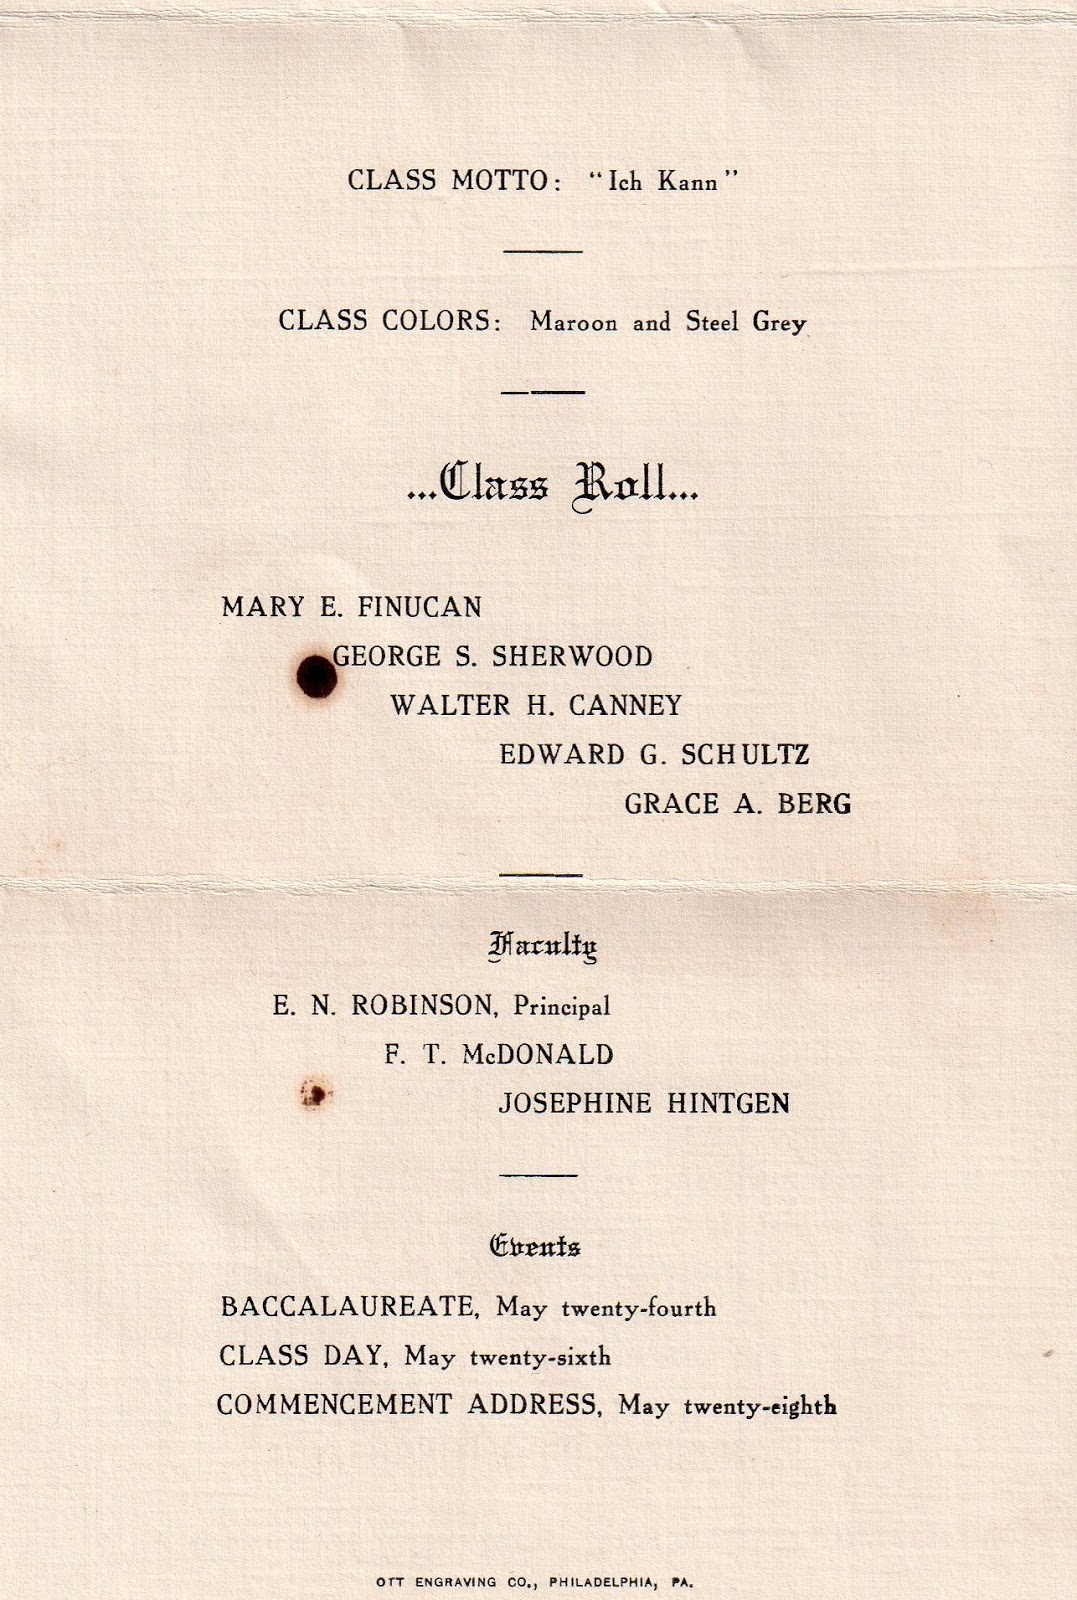 CLASS MOTTO: "Ich Kann"
CLASS COLORS: Maroon and Steel Grey
...Class Roll...
MARY E. FINUCAN
GEORGE S. SHERWOOD
WALTER H. CANNEY
EDWARD G. SCHULTZ
GRACE A. BERG
Faculty
E. N. ROBINSON, Principal
F. T. McDONALD
JOSEPHINE HINTGEN
Events
BACCALAUREATE, May twenty-fourth
CLASS DAY, May twenty-sixth
COMMENCEMENT ADDRESS, May twenty-eighth
OTT ENGRAVING CO., PHILADELPHIA, PA.